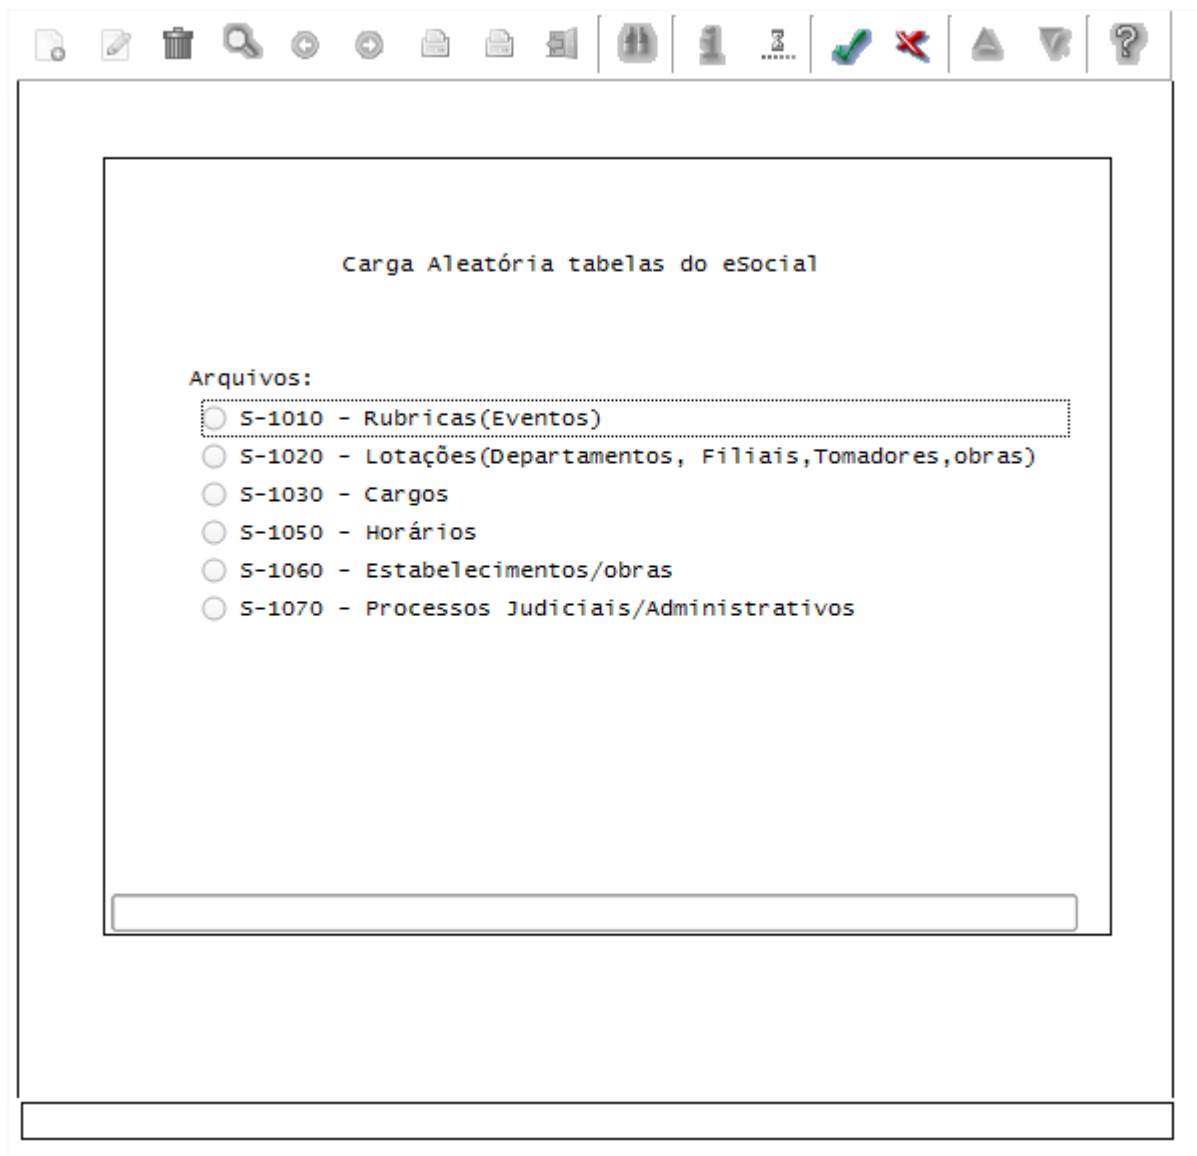 Carga Aleatória tabelas do eSocial
Arquivos:
S-1010 - Rubricas(Eventos)
S-1020 - Lotações(Departamentos, Filiais,Tomadores,obras)
S-1030 - Cargos
S-1050 - Horários
S-1060 - Estabelecimentos/obras
S-1070 - Processos Judiciais/Administrativos